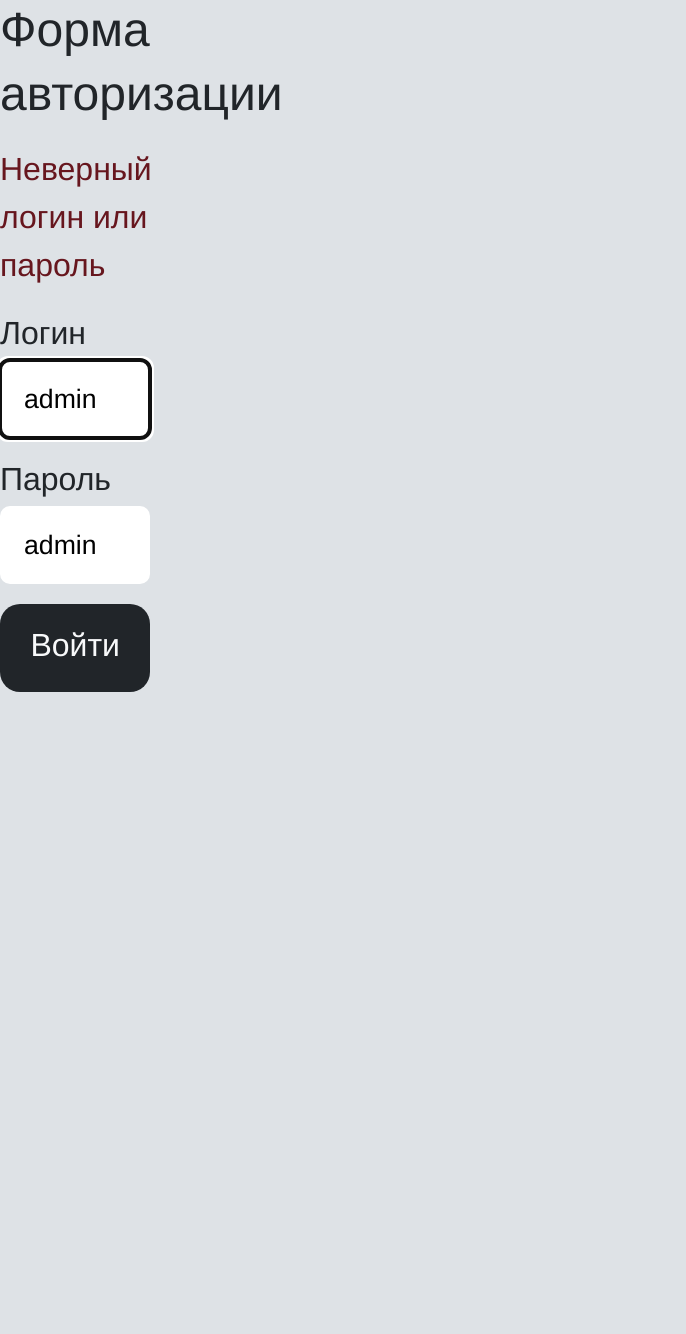 Форма
авторизации
Неверный
логин или
пароль
Логин
admin
Пароль
admin
Войти